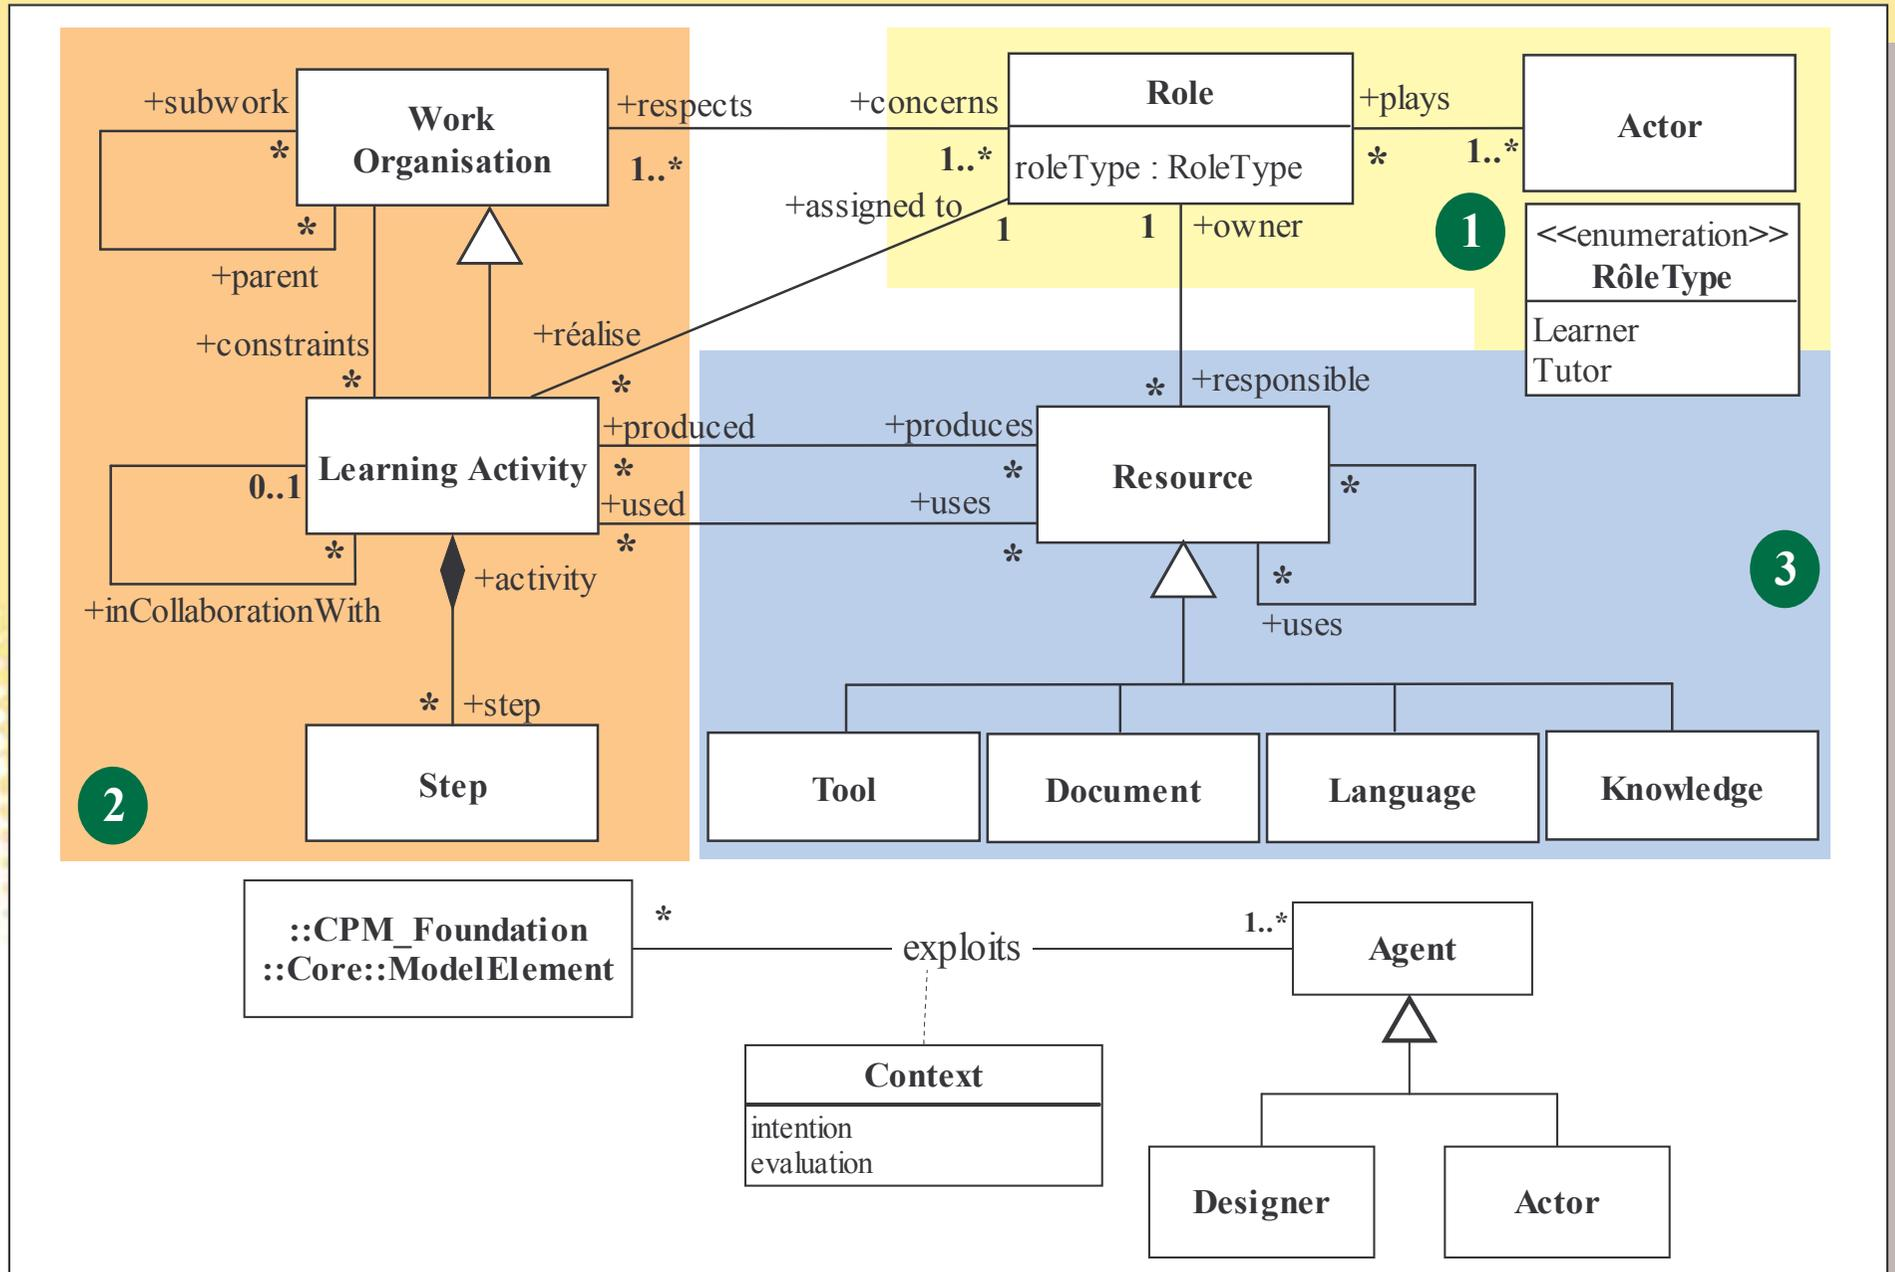 +subwork
*
Work
Organisation
*
+parent
+respects
1..*
+concerns
1..*
Role
roleType : RoleType
+plays
*
1..*
Actor
+assigned to
1
1
+owner
1
<<enumeration>>
RôleType
Learner
Tutor
+constraints
*
+réalise
*
*
+responsible
Learning Activity
0..1
*
+inCollaborationWith
+produced
*
+produces
*
+used
*
+uses
*
Resource
*
*
+uses
3
+activity
*
+step
Step
2
Tool
Document
Language
Knowledge
::CPM_Foundation
::Core::ModelElement
*
exploits
1..*
Agent
Context
intention
evaluation
Designer
Actor